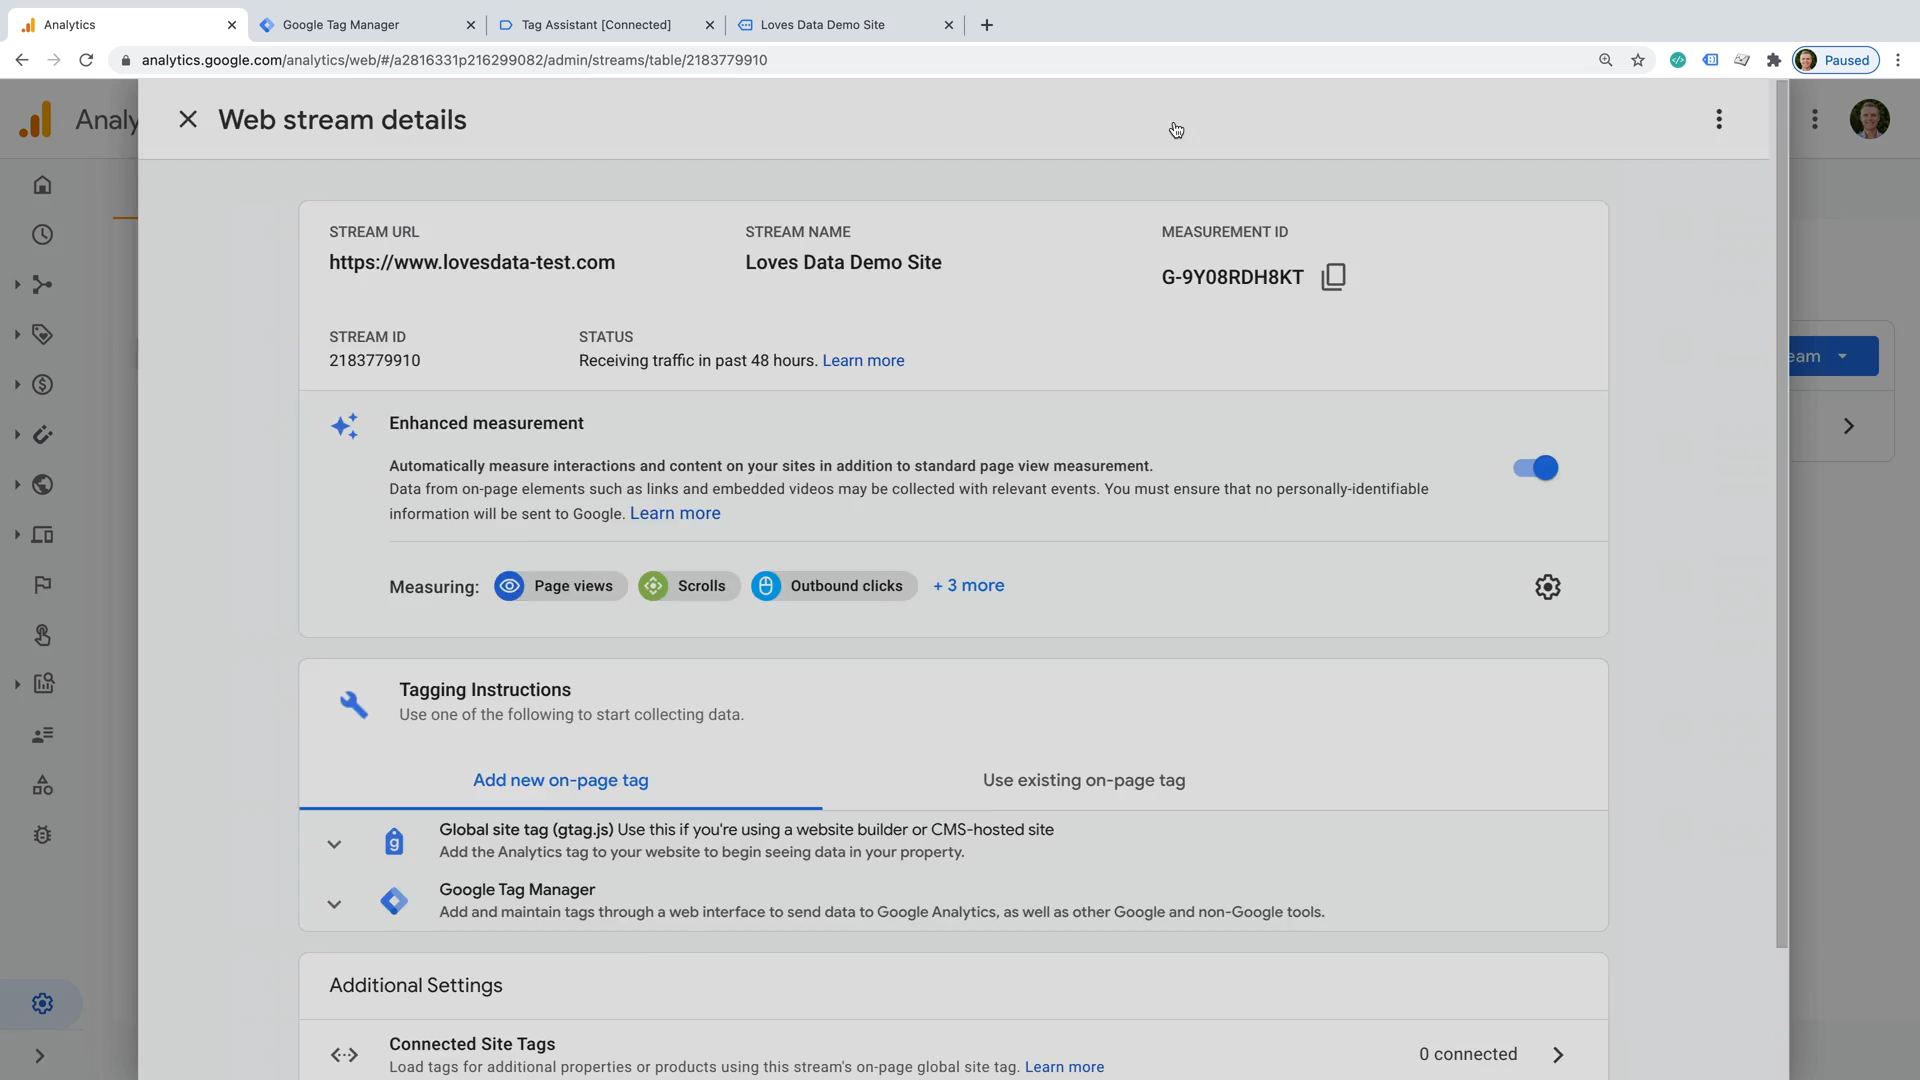 Analytics
Google Tag Manager
Tag Assistant [Connected]
Loves Data Demo Site
analytics.google.com/analytics/web/#/a2816331p216299082/admin/streams/table/2183779910
Paused
Analy
Web stream details
STREAM URL
STREAM NAME
MEASUREMENT ID
https://www.lovesdata-test.com
Loves Data Demo Site
G-9Y08RDH8KT
STREAM ID
STATUS
2183779910
Receiving traffic in past 48 hours. Learn more
eam
Enhanced measurement
Automatically measure interactions and content on your sites in addition to standard page view measurement.
Data from on-page elements such as links and embedded videos may be collected with relevant events. You must ensure that no personally-identifiable
information will be sent to Google. Learn more
Measuring:
Page views
Scrolls
Outbound clicks
+ 3 more
Tagging Instructions
Use one of the following to start collecting data.
Add new on-page tag
Use existing on-page tag
Global site tag (gtag.js) Use this if you're using a website builder or CMS-hosted site
Add the Analytics tag to your website to begin seeing data in your property.
Google Tag Manager
Add and maintain tags through a web interface to send data to Google Analytics, as well as other Google and non-Google tools.
Additional Settings
Connected Site Tags
0 connected
Load tags for additional properties or products using this stream's on-page global site tag. Learn more